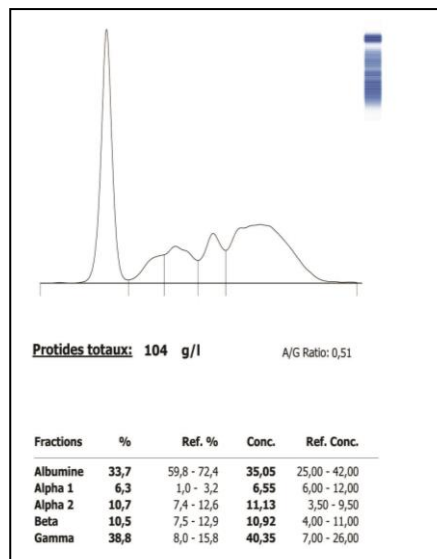 Protides totaux: 104 g/l A/G Ratio: 0,51
Fractions % Ref. % Conc. Ref. Conc.
Albumine 33,7 59,8 - 72,4 35,05 25,00 - 42,00
Alpha 1 6,3 1,0 - 3,2 6,55 6,00 - 12,00
Alpha 2 10,7 7,4 - 12,6 11,13 3,50 - 9,50
Beta 10,5 7,5 - 12,9 10,92 4,00 - 11,00
Gamma 38,8 8,0 - 15,8 40,35 7,00 - 26,00